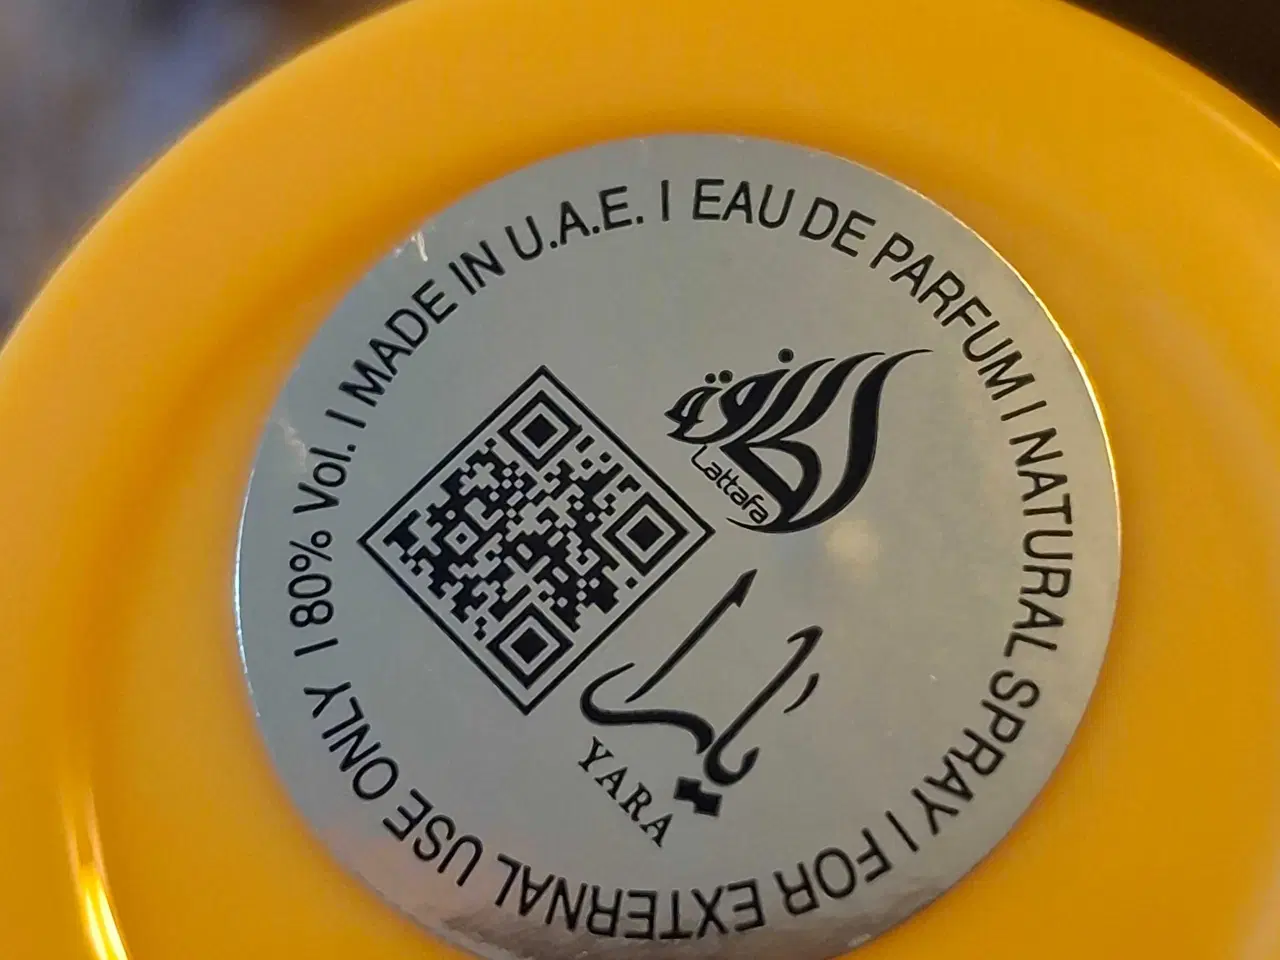 MADE IN U.A.E. | EAU DE PARFUM | NATURAL SPRAY | FOR EXTERNAL USE ONLY | 80% Vol. |
لطافة
Lattafa
يارا
YARA